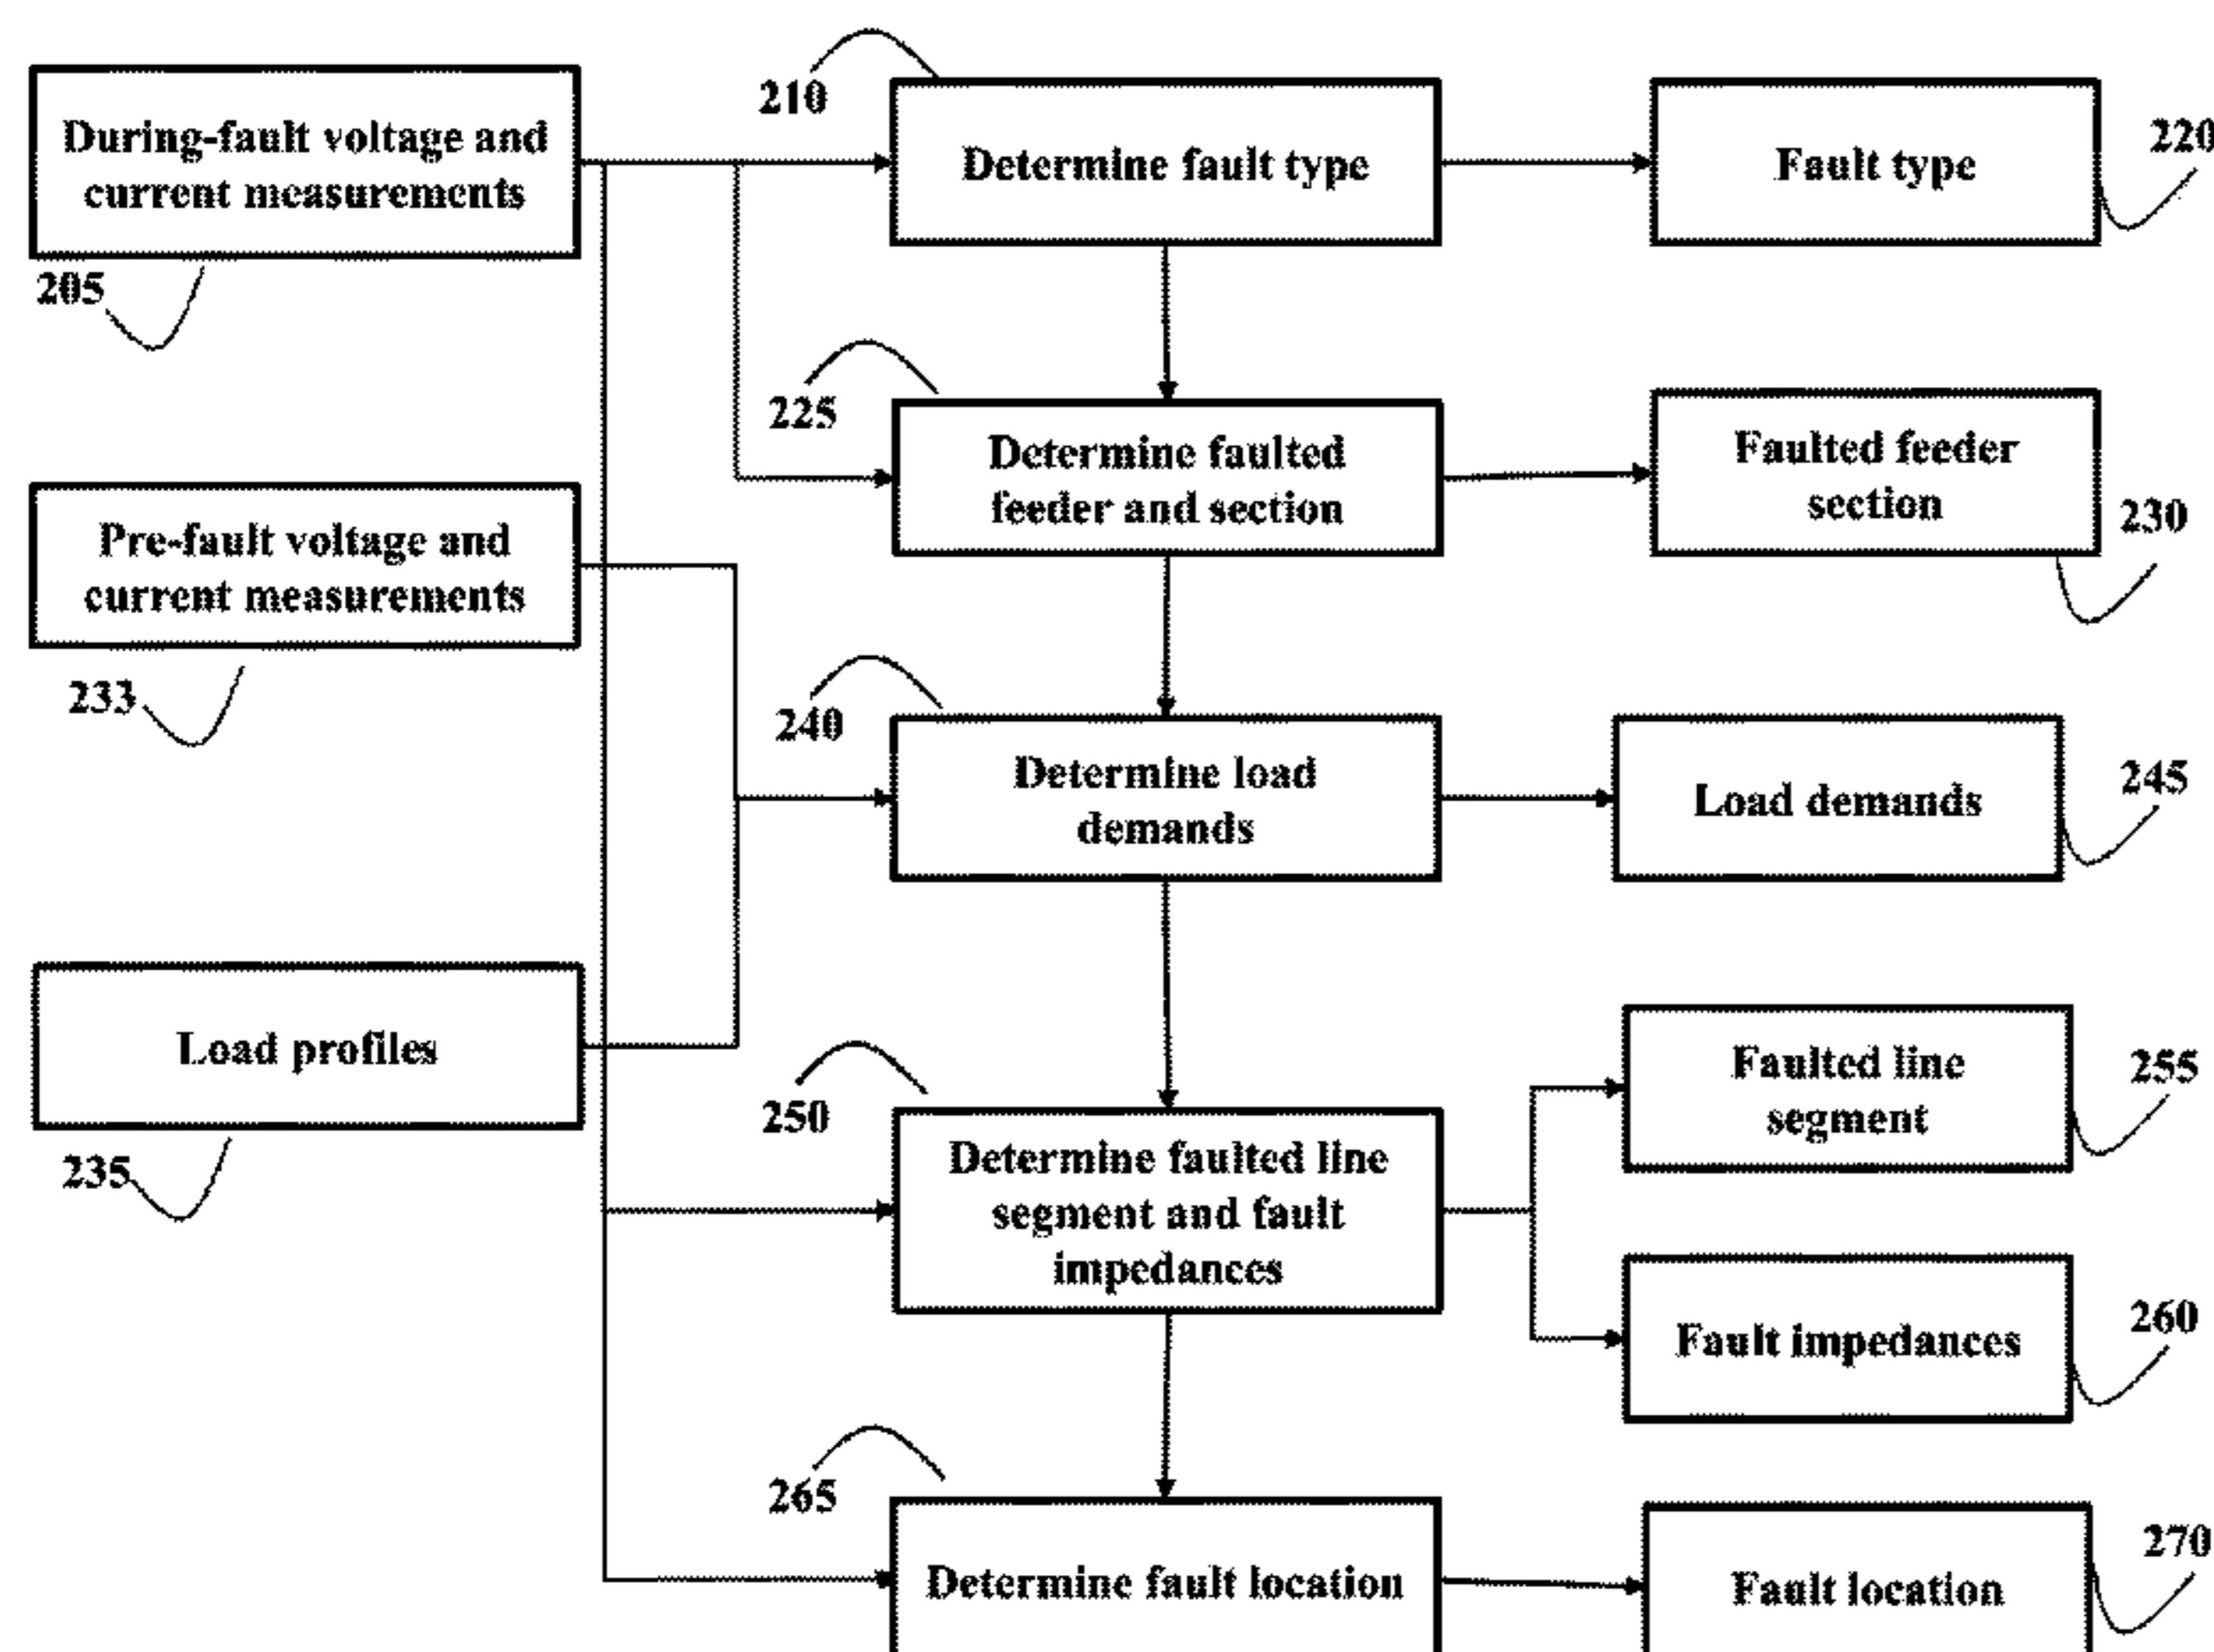 210
During-fault voltage and
current measurements
205
Determine fault type
Fault type
220
225
Determine faulted
feeder and section
Faulted feeder
section
230
Pre-fault voltage and
current measurements
233
240
Determine load
demands
Load demands
245
Load profiles
235
250
Determine faulted line
segment and fault
impedances
Faulted line
segment
255
Fault impedances
260
265
Determine fault location
Fault location
270